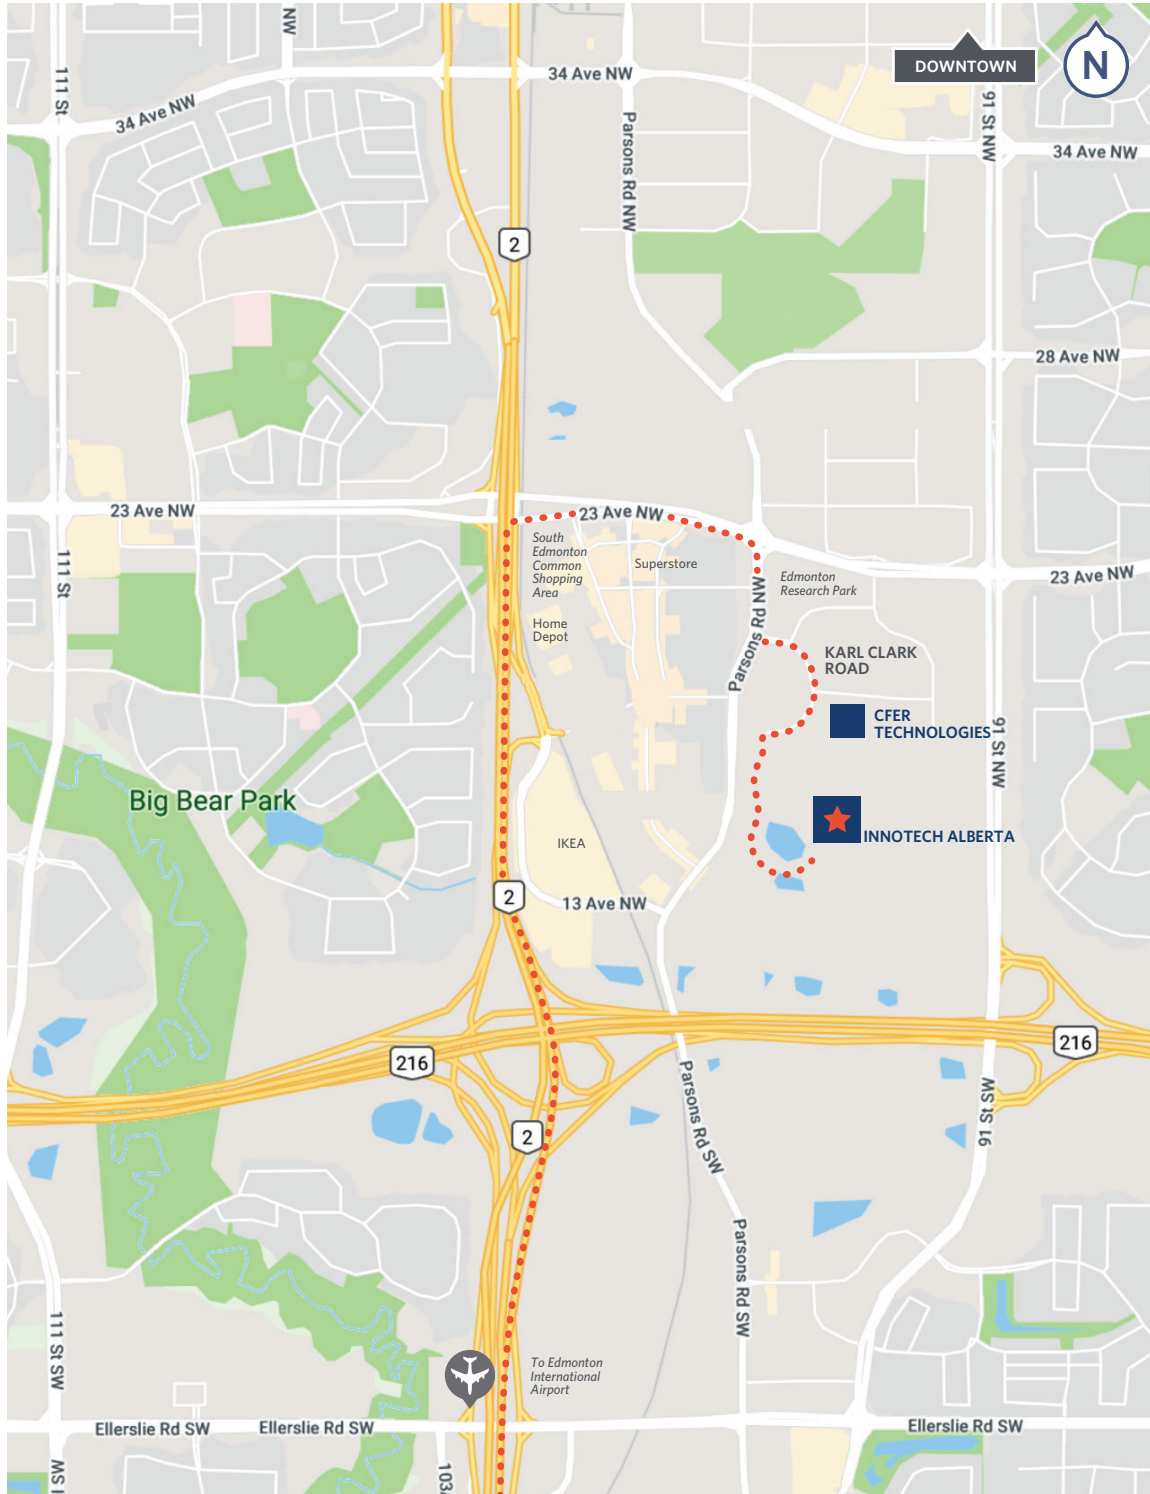 NW
DOWNTOWN
N
111 St
34 Ave NW
34 Ave NW
Parsons Rd NW
91 St NW
34 Ave NW
2
28 Ave NW
23 Ave NW
23 Ave NW
South
Edmonton
Common
Shopping
Area
Superstore
Edmonton
Research Park
23 Ave NW
111 St
Home
Depot
Parsons Rd NW
KARL CLARK
ROAD
CFER
TECHNOLOGIES
91 St NW
Big Bear Park
INNOTECH ALBERTA
IKEA
2
13 Ave NW
216
216
Parsons Rd SW
91 St SW
2
Parsons Rd SW
111 St SW
To Edmonton
International
Airport
Ellerslie Rd SW
Ellerslie Rd SW
Ellerslie Rd SW
103A